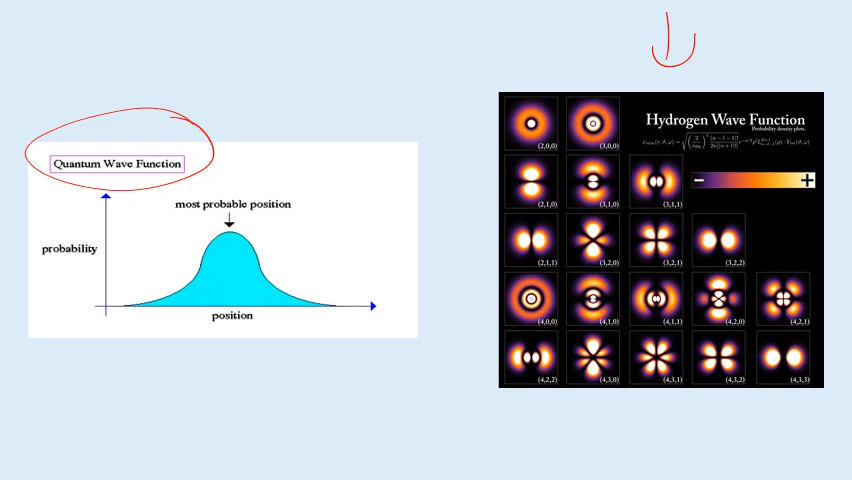 Quantum Wave Function
most probable position
probability
position
Hydrogen Wave Function
Probability density plots.
− +
(2,0,0) (3,0,0)
(2,1,0) (3,1,0) (3,1,1)
(2,1,1) (3,2,0) (3,2,1) (3,2,2)
(4,0,0) (4,1,0) (4,1,1) (4,2,0) (4,2,1)
(4,2,2) (4,3,0) (4,3,1) (4,3,2) (4,3,3)